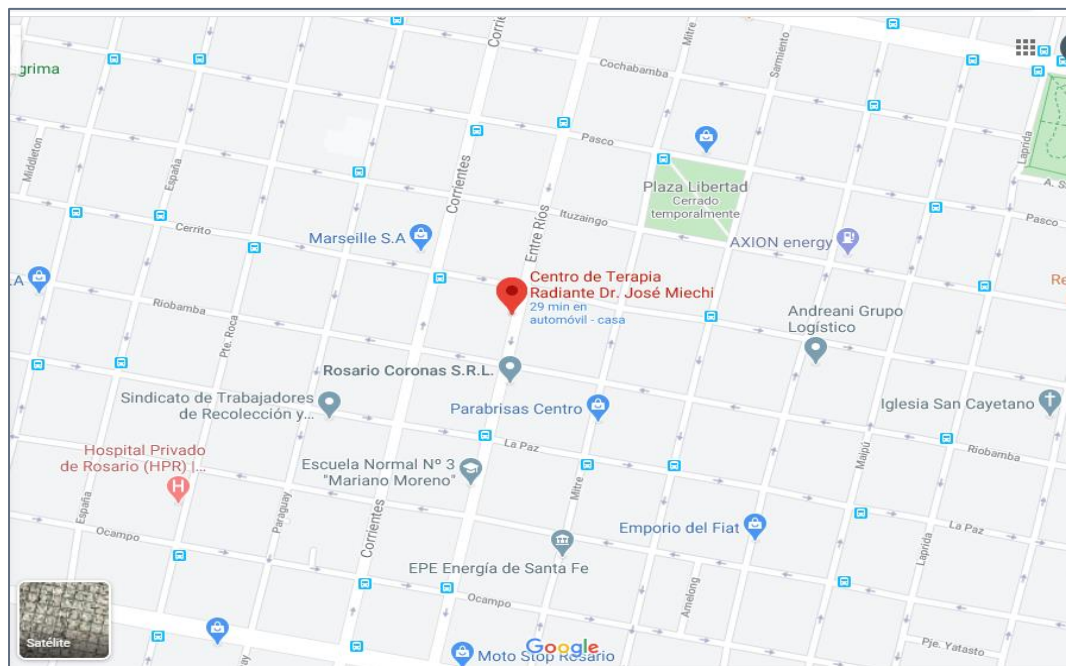 Corrientes
Mitre
Sarmiento
Cochabamba
grima
Pasco
Laprida
Middleton
España
Corrientes
Plaza Libertad
Cerrado
temporalmente
A. S
Entre Ríos
Ituzaingo
Pasco
Cerrito
Marseille S.A
AXION energy
Centro de Terapia
Radiante Dr. José Miechi
29 min en
automóvil - casa
.A
Re
Riobamba
Pte. Roca
Andreani Grupo
Logístico
Rosario Coronas S.R.L.
Sindicato de Trabajadores
de Recolección y...
Parabrisas Centro
Iglesia San Cayetano
La Paz
Maipú
Riobamba
Hospital Privado
de Rosario (HPR) |...
H
Escuela Normal Nº 3
"Mariano Moreno"
Mitre
España
Paraguay
Corrientes
Emporio del Fiat
La Paz
Ocampo
Laprida
EPE Energía de Santa Fe
Ocampo
Amelong
Satélite
Google
Moto Stop Rosario
Pje. Yatasto